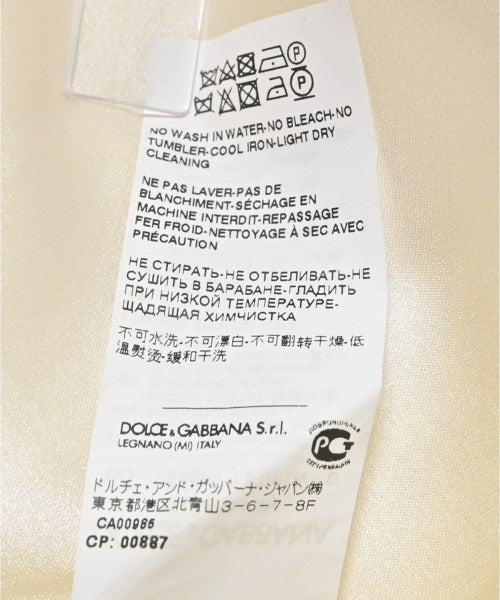 NO WASH IN WATER-NO BLEACH-NO
TUMBLER-COOL IRON-LIGHT DRY
CLEANING
NE PAS LAVER-PAS DE
BLANCHIMENT-SÉCHAGE EN
MACHINE INTERDIT-REPASSAGE
FER FROID-NETTOYAGE À SEC AVEC
PRÉCAUTION
НЕ СТИРАТЬ-НЕ ОТБЕЛИВАТЬ-НЕ
СУШИТЬ В БАРАБАНЕ-ГЛАДИТЬ
ПРИ НИЗКОЙ ТЕМПЕРАТУРЕ-
ЩАДЯЩАЯ ХИМЧИСТКА
不可水洗-不可漂白-不可翻转干燥-低
温熨烫-缓和干洗
DOLCE & GABBANA S.r.l.
LEGNANO (MI) ITALY
ドルチェ・アンド・ガッバーナ・ジャパン㈱
東京都港区北青山3-6-7-8F
CA00985
CP: 00887